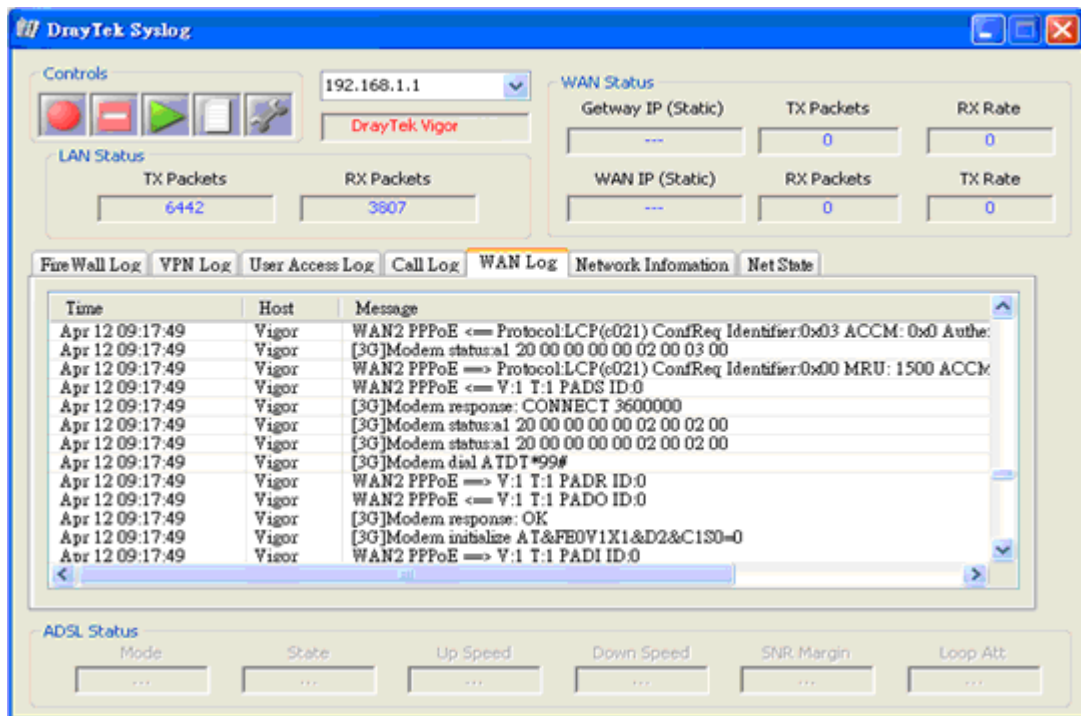 DrayTek Syslog
Controls
192.168.1.1
DrayTek Vigor
LAN Status
TX Packets RX Packets
6442 3807
WAN Status
Getway IP (Static) TX Packets RX Rate
--- 0 0
WAN IP (Static) RX Packets TX Rate
--- 0 0
FireWall Log VPN Log User Access Log Call Log WAN Log Network Infomation Net State
Time Host Message
Apr 12 09:17:49 Vigor WAN2 PPPoE <== Protocol:LCP(c021) ConfReq Identifier:0x03 ACCM: 0x0 Authe:
Apr 12 09:17:49 Vigor [3G]Modem status:a1 20 00 00 00 00 02 00 03 00
Apr 12 09:17:49 Vigor WAN2 PPPoE ==> Protocol:LCP(c021) ConfReq Identifier:0x00 MRU: 1500 ACCM
Apr 12 09:17:49 Vigor WAN2 PPPoE <== V:1 T:1 PADS ID:0
Apr 12 09:17:49 Vigor [3G]Modem response: CONNECT 3600000
Apr 12 09:17:49 Vigor [3G]Modem status:a1 20 00 00 00 00 02 00 02 00
Apr 12 09:17:49 Vigor [3G]Modem status:a1 20 00 00 00 00 02 00 02 00
Apr 12 09:17:49 Vigor [3G]Modem dial ATDT*99#
Apr 12 09:17:49 Vigor WAN2 PPPoE ==> V:1 T:1 PADR ID:0
Apr 12 09:17:49 Vigor WAN2 PPPoE <== V:1 T:1 PADO ID:0
Apr 12 09:17:49 Vigor [3G]Modem response: OK
Apr 12 09:17:49 Vigor [3G]Modem initialize AT&FE0V1X1&D2&C1S0=0
Apr 12 09:17:49 Vigor WAN2 PPPoE ==> V:1 T:1 PADI ID:0
ADSL Status
Mode State Up Speed Down Speed SNR Margin Loop Att
... ... ... ... ... ...